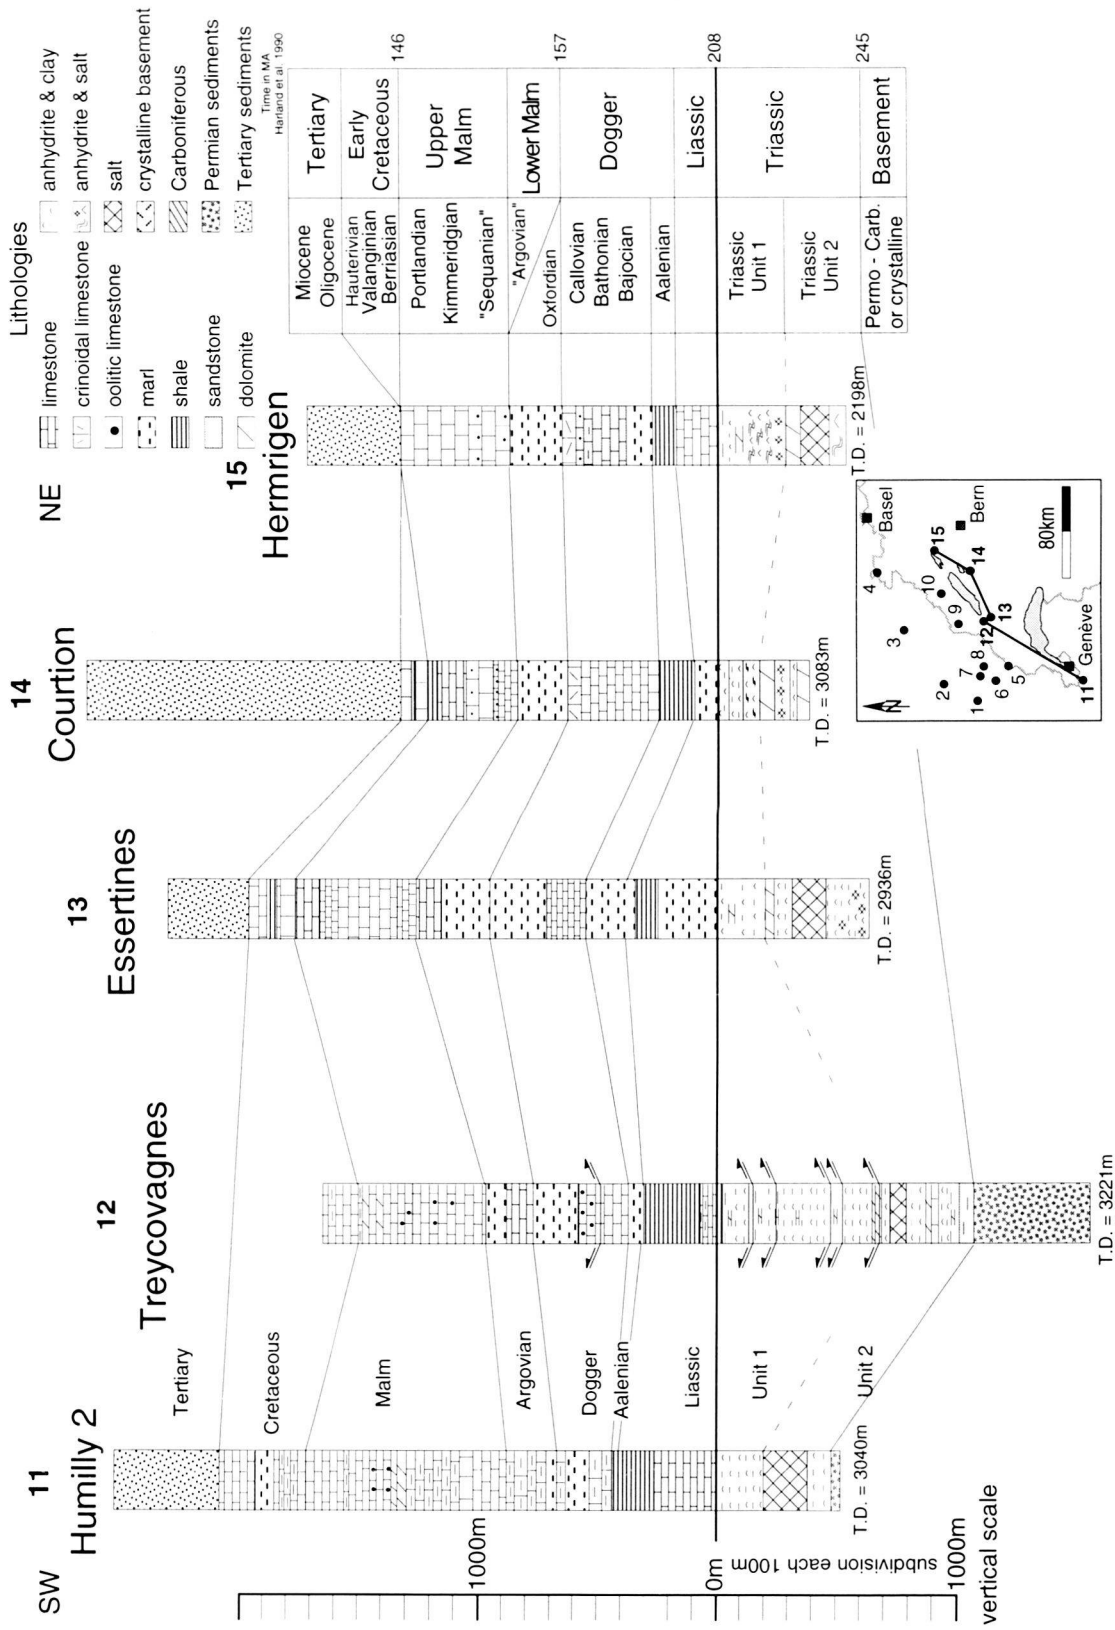 SW
NE
11
Humilly 2
12
Treycovagnes
13
Essertines
14
Courtion
15
Hermrigen
Lithologies
limestone
crinoidal limestone
oolitic limestone
marl
shale
sandstone
dolomite
anhydrite & clay
anhydrite & salt
salt
crystalline basement
Carboniferous
Permian sediments
Tertiary sediments
Time in MA
Harland et al, 1990
Miocene
Oligocene
Tertiary
Hauterivian
Valanginian
Berriasian
Early
Cretaceous
146
Portlandian
Kimmeridgian
"Sequanian"
Upper
Malm
"Argovian"
Oxfordian
Lower Malm
157
Callovian
Bathonian
Bajocian
Dogger
Aalenian
Liassic
208
Triassic
Unit 1
Triassic
Unit 2
Triassic
245
Permo - Carb.
or crystalline
Basement
Tertiary
Cretaceous
Malm
Argovian
Dogger
Aalenian
Liassic
Unit 1
Unit 2
T.D. = 3040m
T.D. = 3221m
T.D. = 2936m
T.D. = 3083m
T.D. = 2198m
1000m
0m
1000m
subdivision each 100m
vertical scale
N
Basel
Bern
Genève
80km
1
2
3
4
5
6
7
8
9
10
11
12
13
14
15